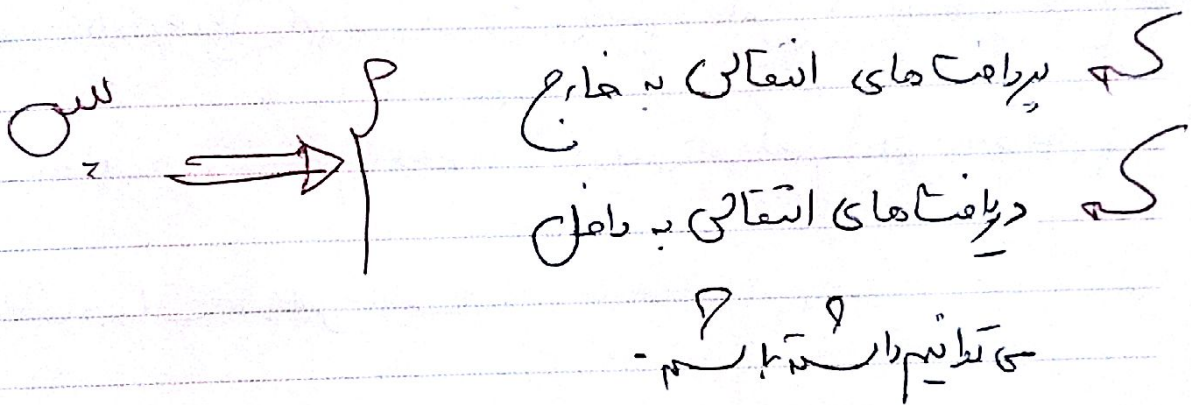 که پرداخت های انتقالی به خارج
که دریافت های انتقالی به داخل
می توانیم داشته باشیم.